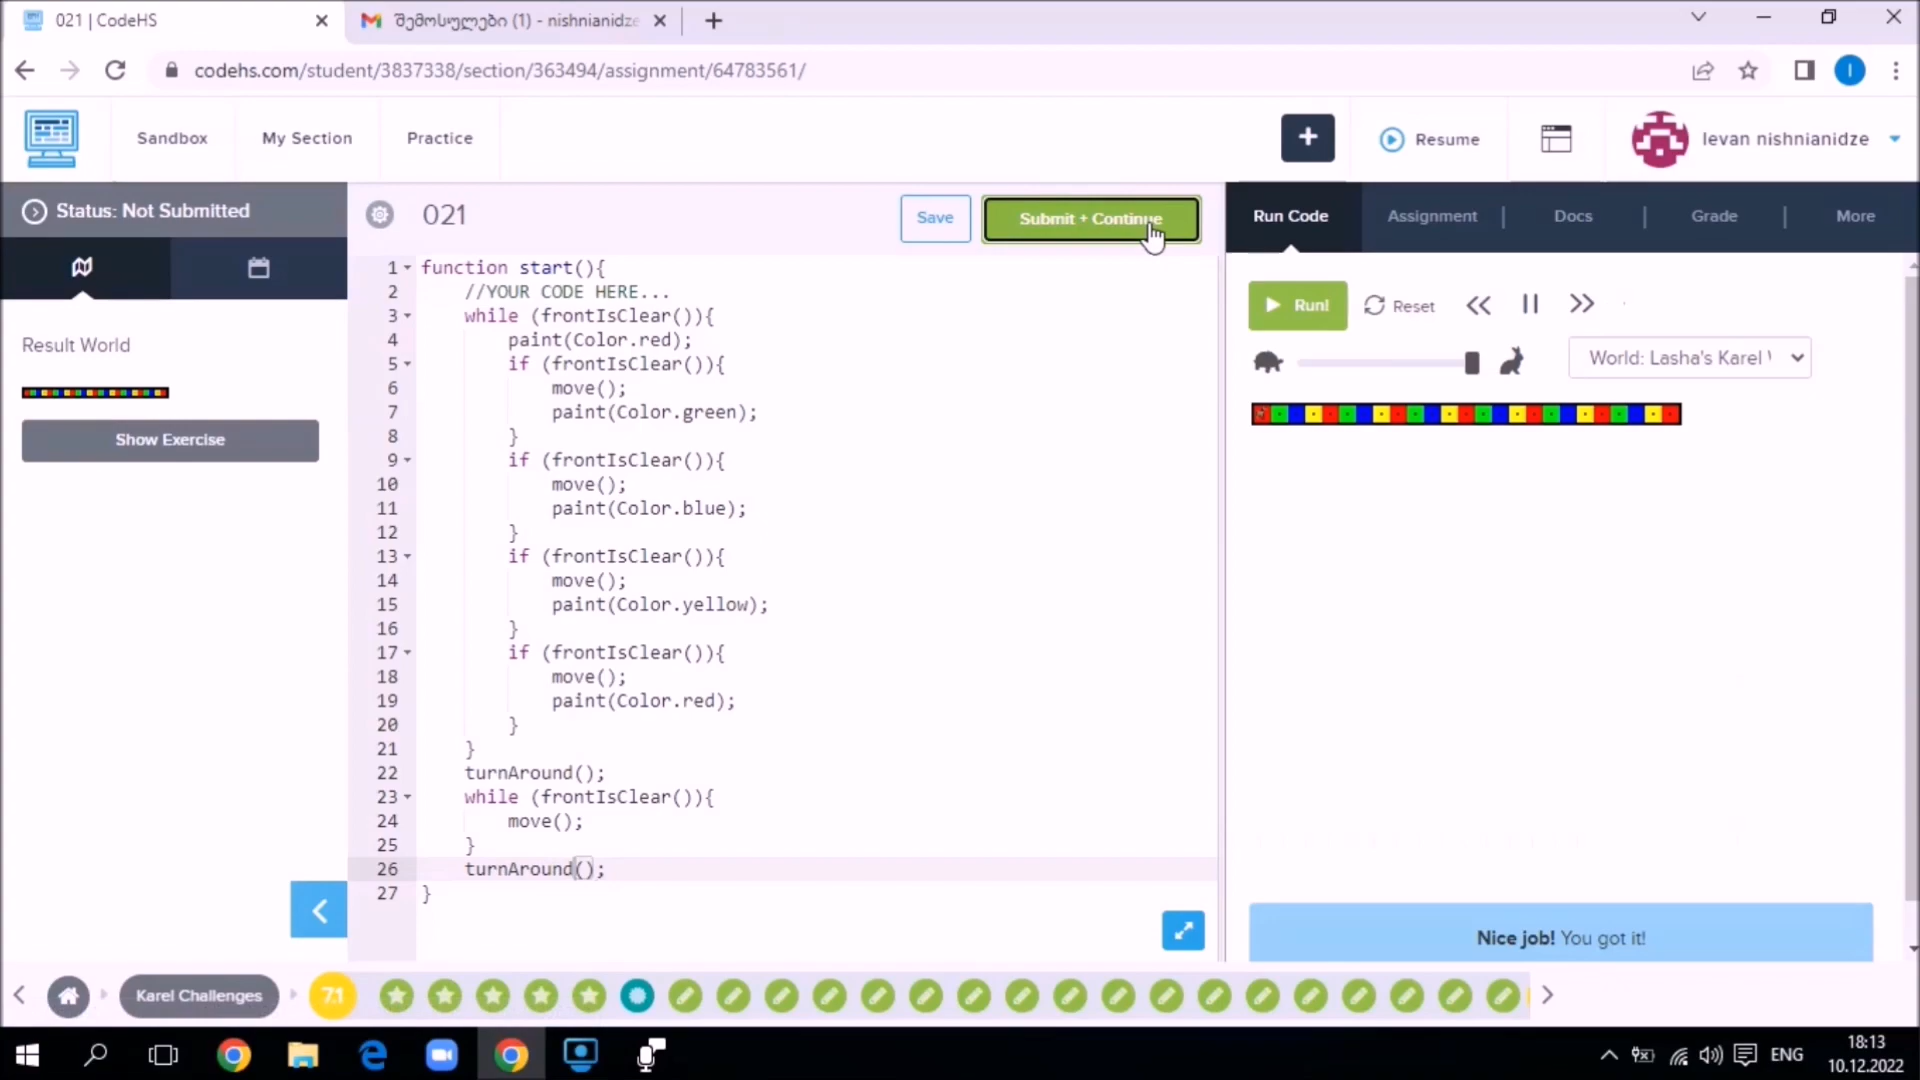 021 | CodeHS
შემოსულები (1) - nishnianidze
codehs.com/student/3837338/section/363494/assignment/64783561/
Sandbox
My Section
Practice
+
Resume
levan nishnianidze
Status: Not Submitted
021
Save
Submit + Continue
Run Code
Assignment
Docs
Grade
More
Result World
Show Exercise
1 function start(){
2 //YOUR CODE HERE...
3 while (frontIsClear()){
4 paint(Color.red);
5 if (frontIsClear()){
6 move();
7 paint(Color.green);
8 }
9 if (frontIsClear()){
10 move();
11 paint(Color.blue);
12 }
13 if (frontIsClear()){
14 move();
15 paint(Color.yellow);
16 }
17 if (frontIsClear()){
18 move();
19 paint(Color.red);
20 }
21 }
22 turnAround();
23 while (frontIsClear()){
24 move();
25 }
26 turnAround();
27 }
Run!
Reset
World: Lasha's Karel
Nice job! You got it!
Karel Challenges
7.1
ENG
18:13
10.12.2022